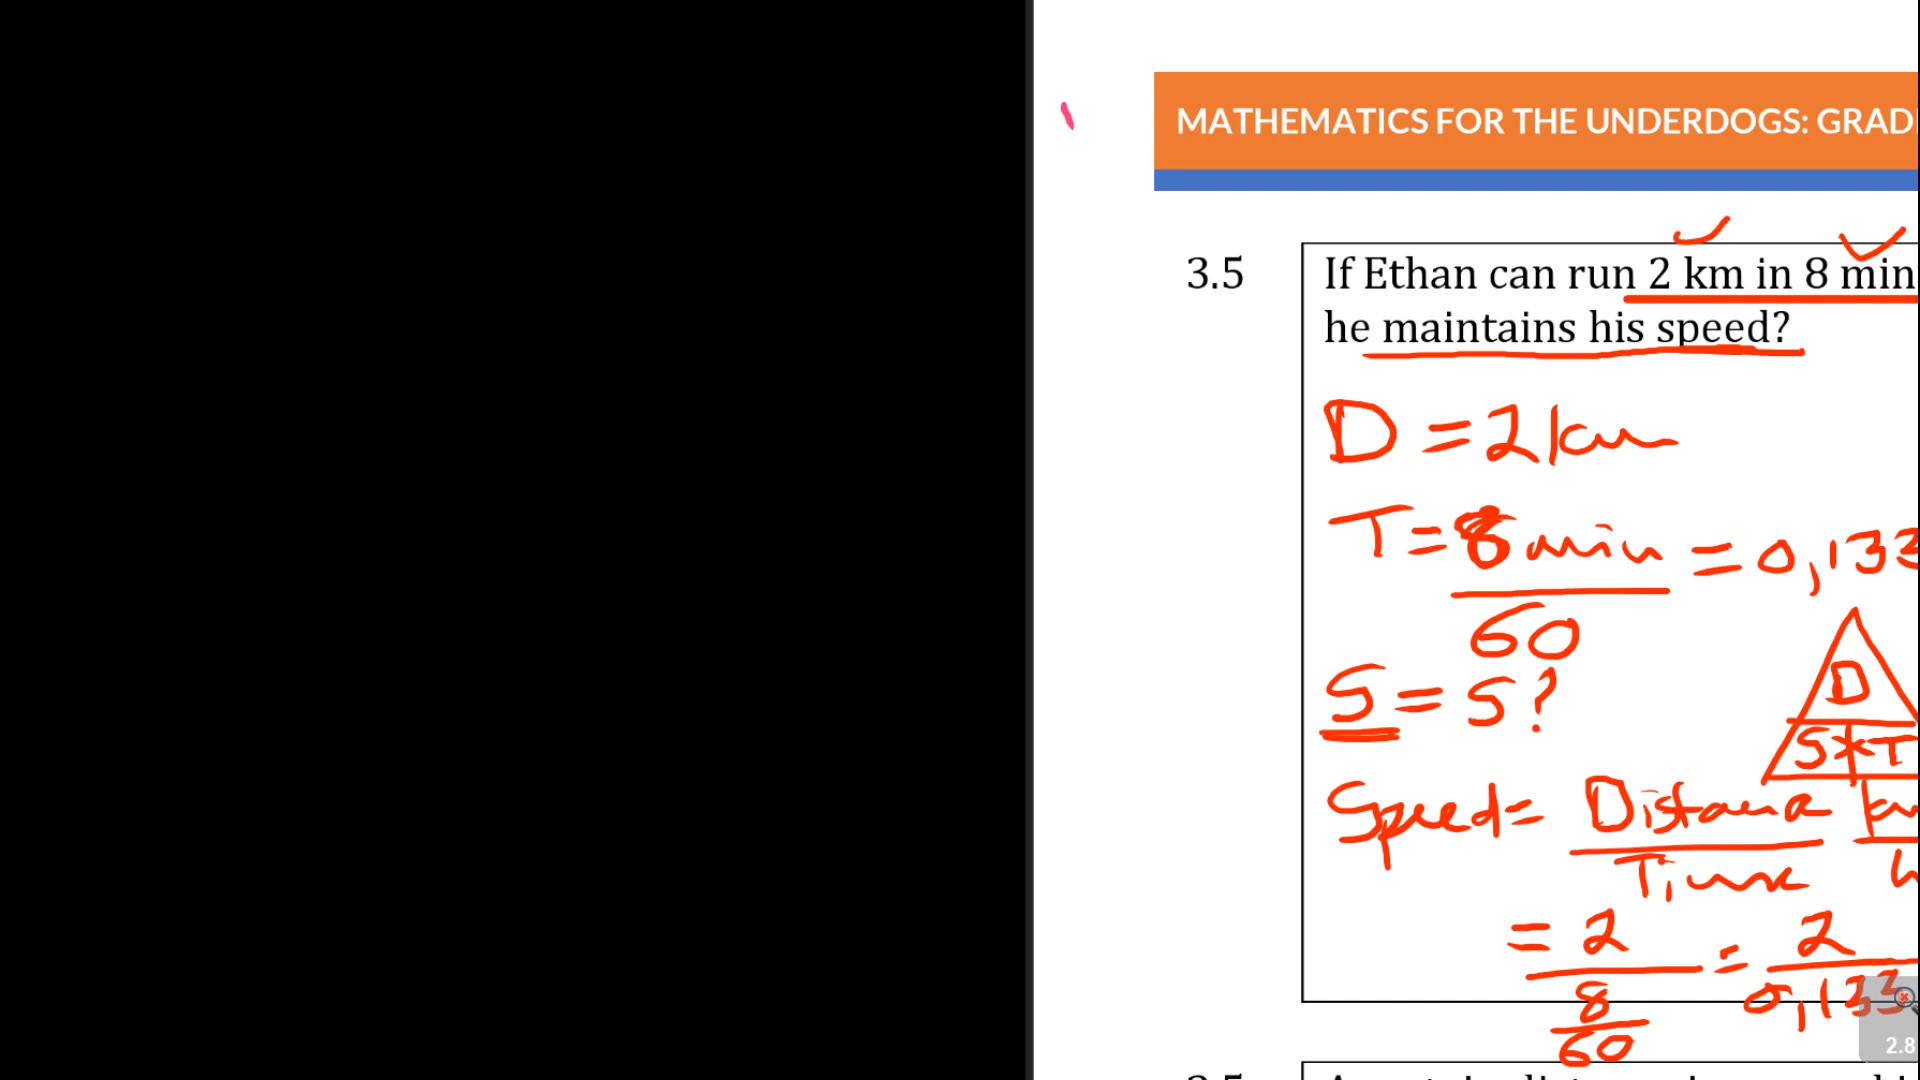 MATHEMATICS FOR THE UNDERDOGS: GRAD
3.5
If Ethan can run 2 km in 8 min
he maintains his speed?
D = 2 km
T = 8 min = 0,133
60
S = S?
D
S * T
Speed = Distance km
Time h
= 2 = 2
8 0,133
60
2.8